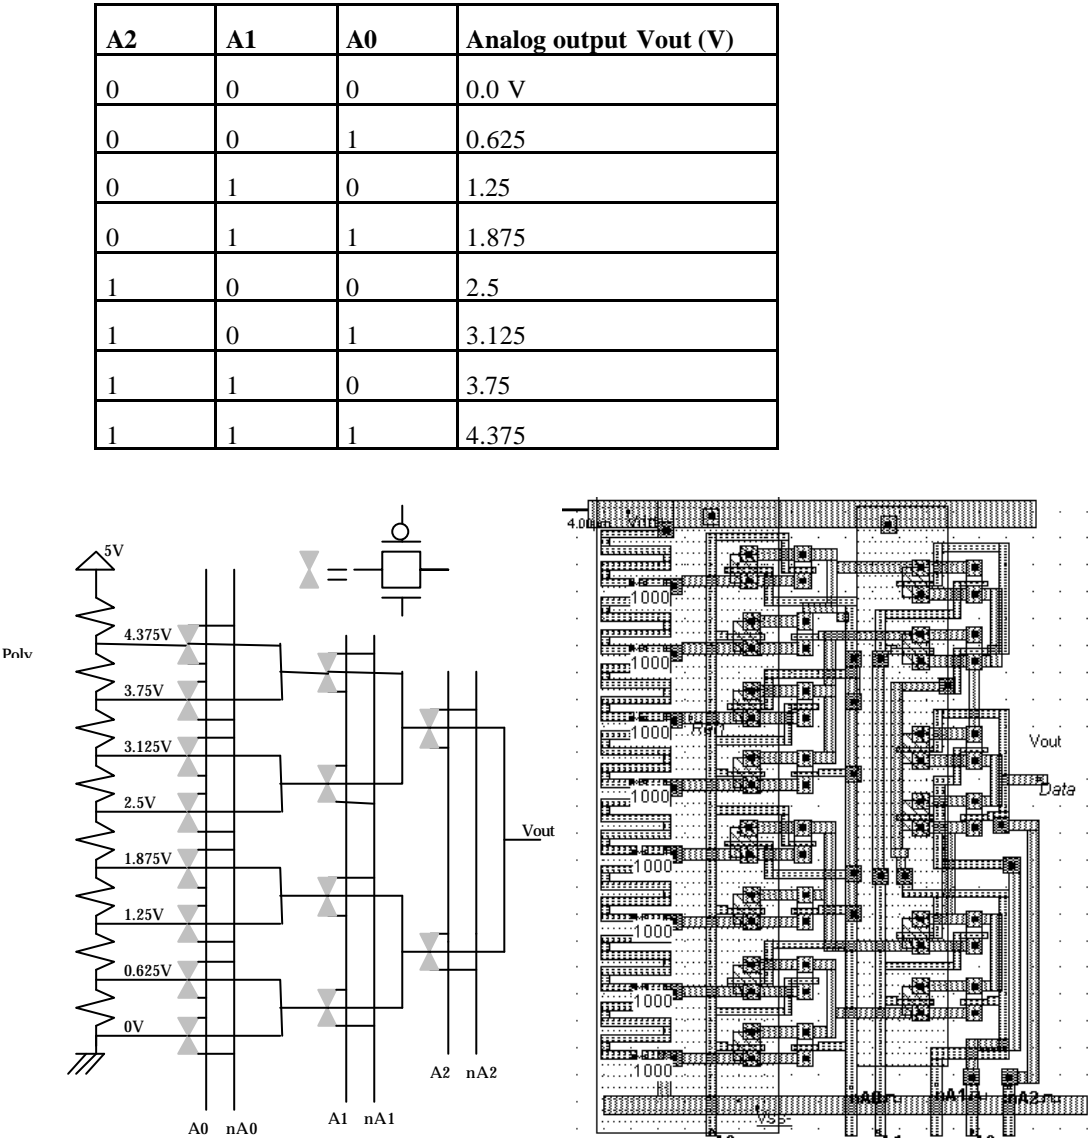 A2 A1 A0 Analog output Vout (V)
0 0 0 0.0 V
0 0 1 0.625
0 1 0 1.25
0 1 1 1.875
1 0 0 2.5
1 0 1 3.125
1 1 0 3.75
1 1 1 4.375
5V
4.375V
Poly
3.75V
3.125V
2.5V
1.875V
1.25V
0.625V
0V
Vout
A2 nA2
A1 nA1
A0 nA0
1000
1000
1000
1000
1000
1000
1000
1000
Vout
Data
nA0
nA1
nA2
VSS-